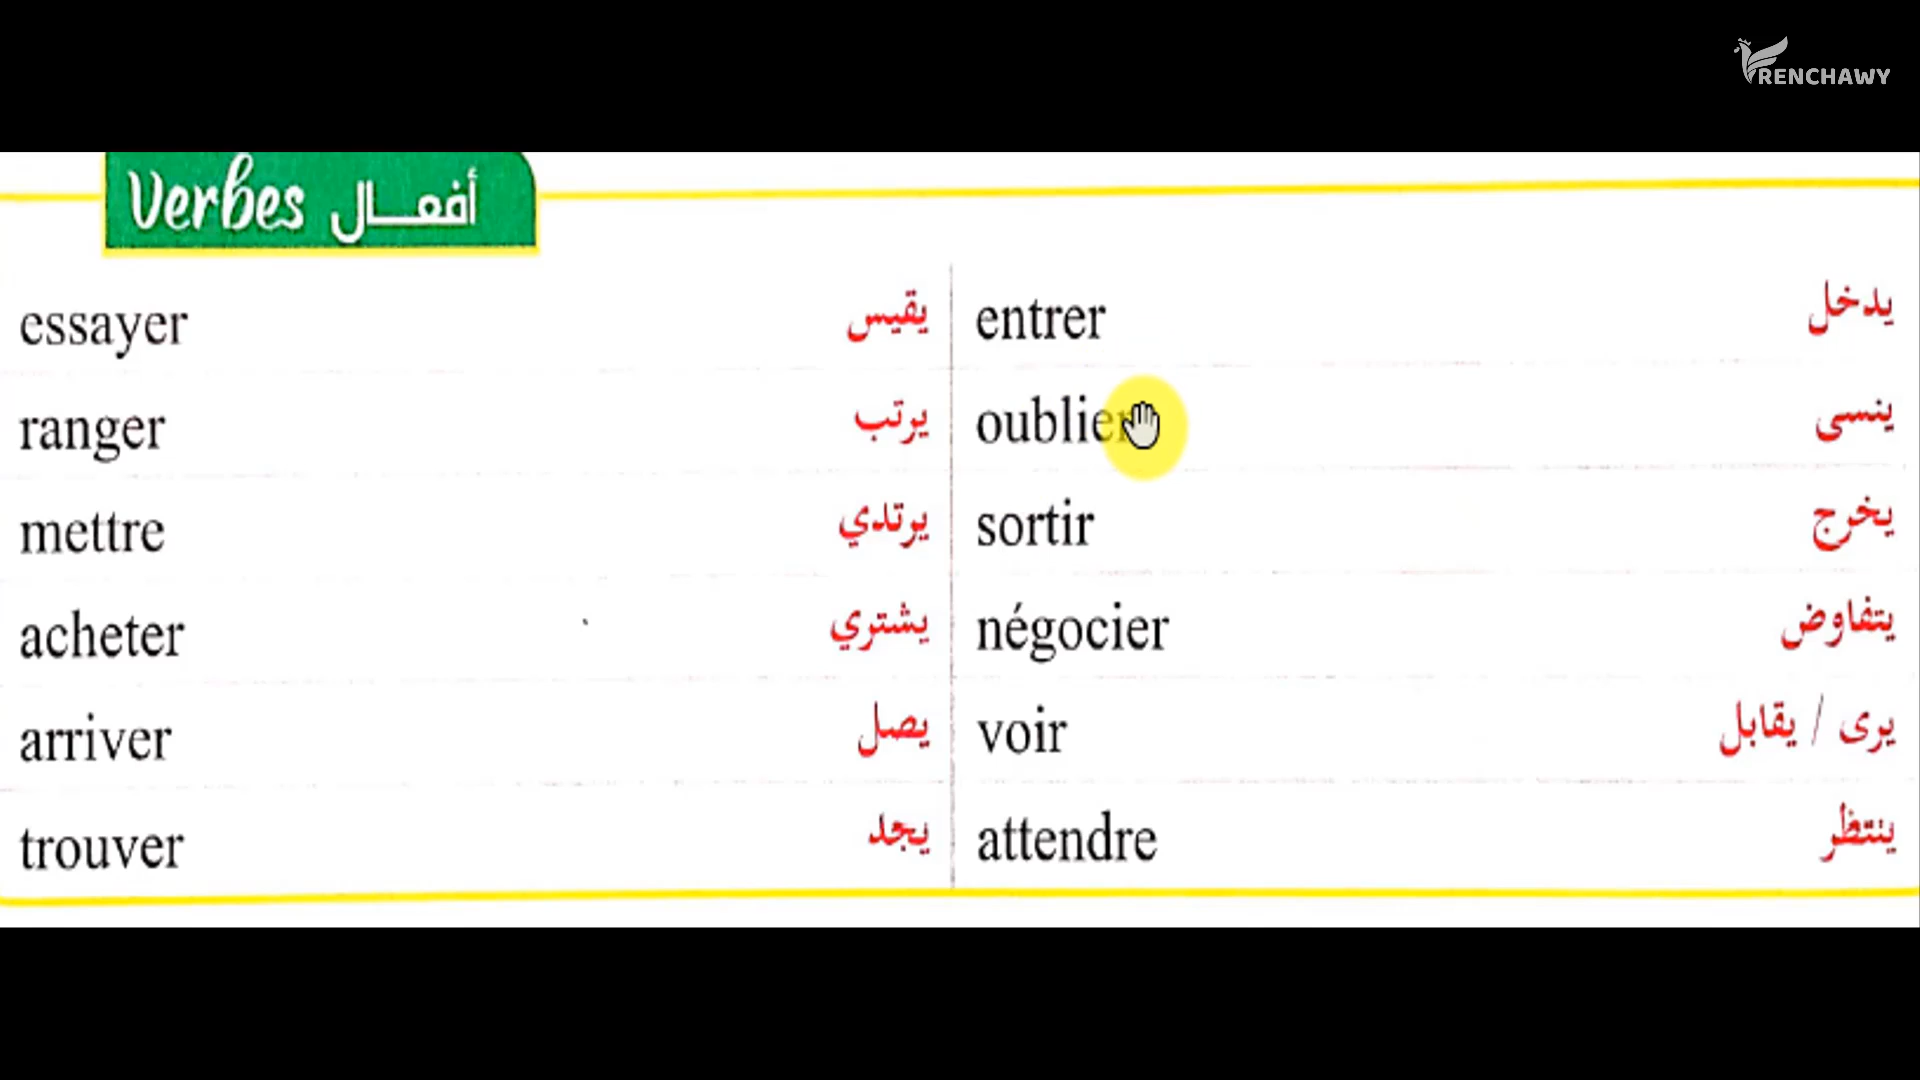 RENCHAWY
Verbes أفعـال
essayer يقيس
entrer يدخل
ranger يرتب
oublier ينسى
mettre يرتدي
sortir يخرج
acheter يشتري
négocier يتفاوض
arriver يصل
voir يرى / يقابل
trouver يجد
attendre ينتظر